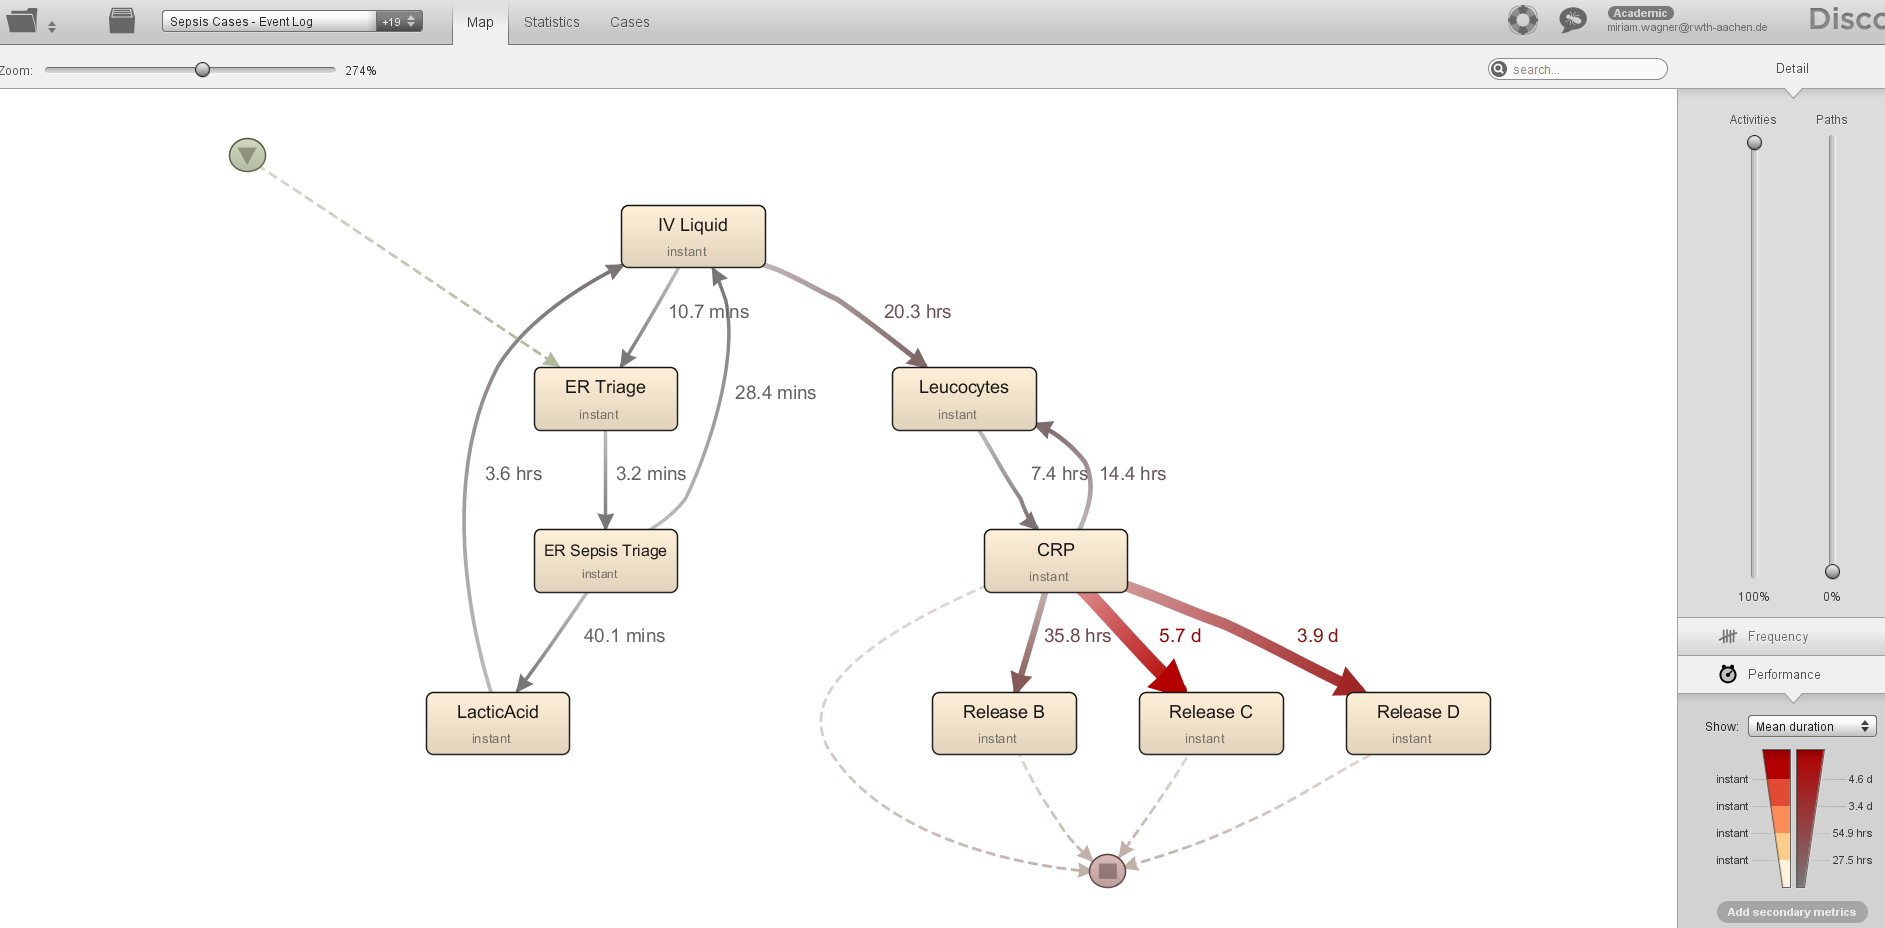 Sepsis Cases - Event Log
+19
Map
Statistics
Cases
Academic
miriam.wagner@rwth-aachen.de
Disco
Zoom:
274%
search...
Detail
Activities
Paths
IV Liquid
instant
10.7 mins
20.3 hrs
ER Triage
instant
28.4 mins
Leucocytes
instant
3.6 hrs
3.2 mins
7.4 hrs
14.4 hrs
ER Sepsis Triage
instant
CRP
instant
100%
0%
40.1 mins
35.8 hrs
5.7 d
3.9 d
Frequency
Performance
LacticAcid
instant
Release B
instant
Release C
instant
Release D
instant
Show:
Mean duration
instant
4.6 d
instant
3.4 d
instant
54.9 hrs
instant
27.5 hrs
Add secondary metrics